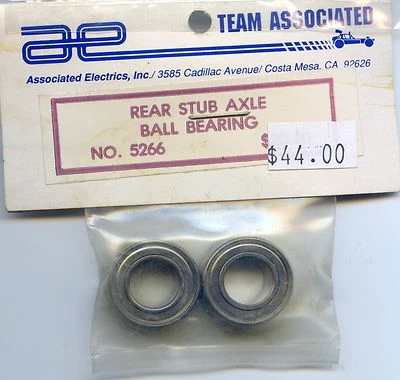 ae
TEAM ASSOCIATED
Associated Electrics, Inc./ 3585 Cadillac Avenue/ Costa Mesa. CA 92626
REAR STUB AXLE
BALL BEARING
NO. 5266 $
$44.00